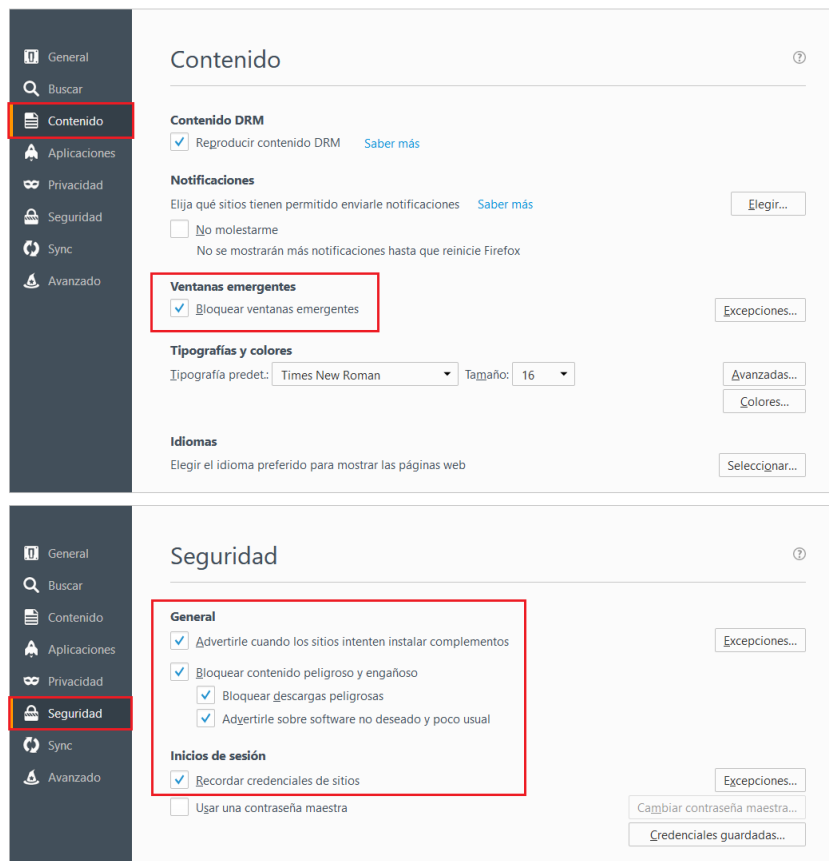 General
Buscar
Contenido
Aplicaciones
Privacidad
Seguridad
Sync
Avanzado
Contenido
?
Contenido DRM
Reproducir contenido DRM Saber más
Notificaciones
Elija qué sitios tienen permitido enviarle notificaciones Saber más Elegir...
No molestarme
No se mostrarán más notificaciones hasta que reinicie Firefox
Ventanas emergentes
Bloquear ventanas emergentes Excepciones...
Tipografías y colores
Tipografía predet.: Times New Roman Tamaño: 16 Avanzadas...
Colores...
Idiomas
Elegir el idioma preferido para mostrar las páginas web Seleccionar...
General
Buscar
Contenido
Aplicaciones
Privacidad
Seguridad
Sync
Avanzado
Seguridad
?
General
Advertirle cuando los sitios intenten instalar complementos Excepciones...
Bloquear contenido peligroso y engañoso
Bloquear descargas peligrosas
Advertirle sobre software no deseado y poco usual
Inicios de sesión
Recordar credenciales de sitios Excepciones...
Usar una contraseña maestra Cambiar contraseña maestra...
Credenciales guardadas...